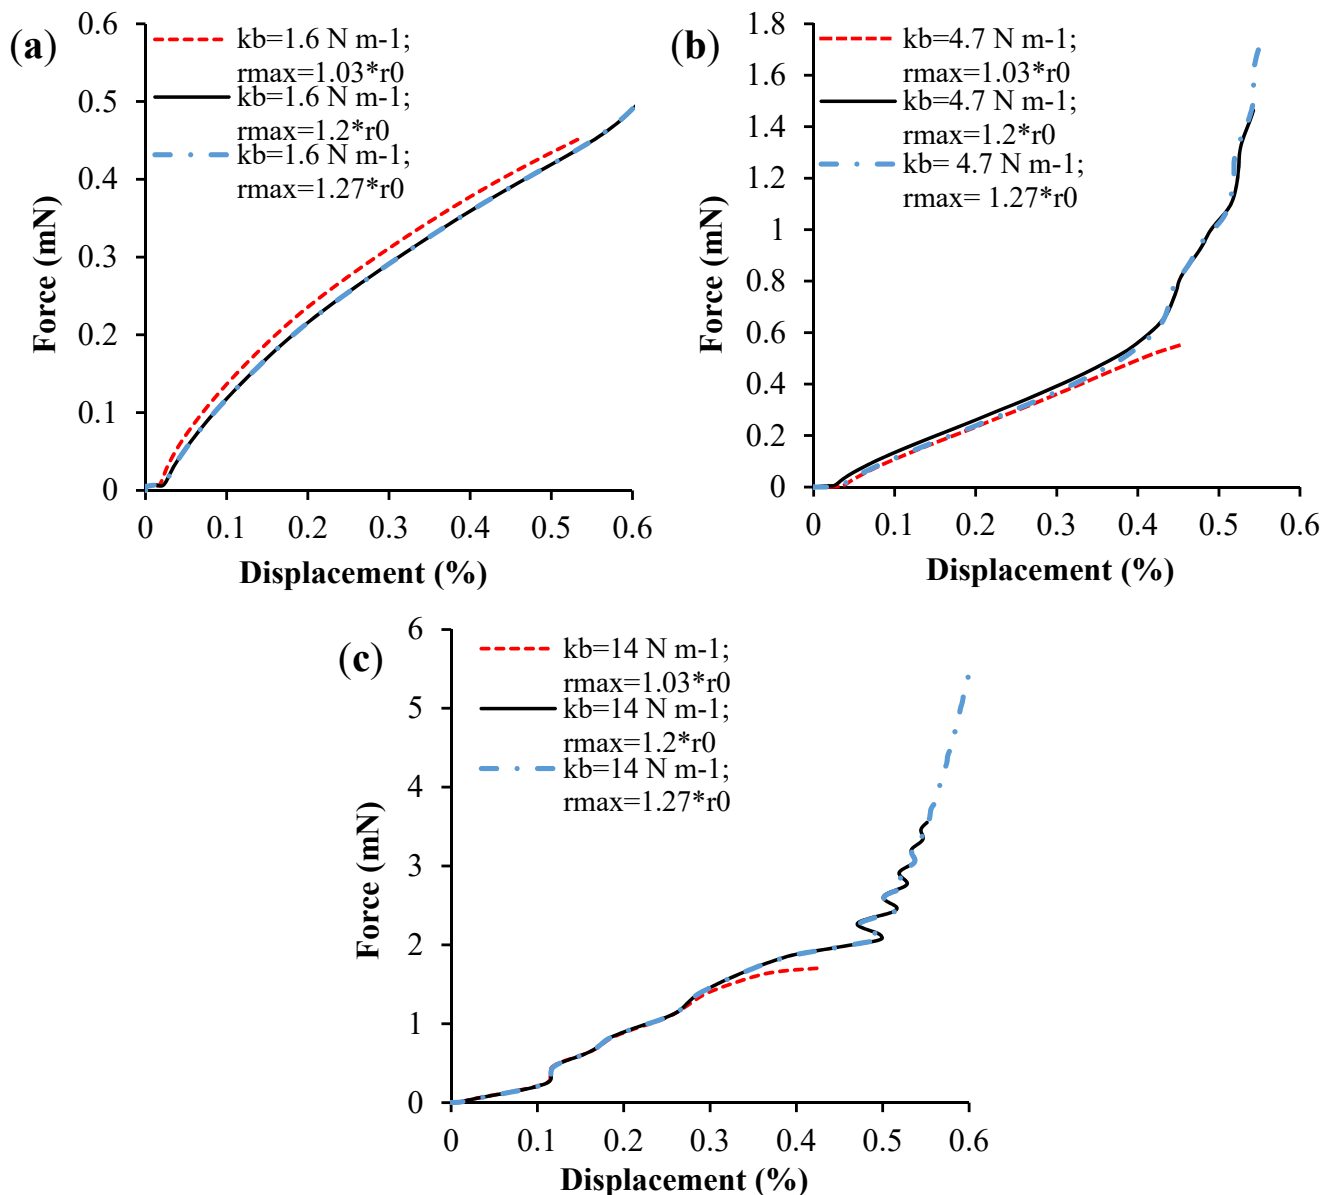 (a)
kb=1.6 N m-1;
rmax=1.03*r0
kb=1.6 N m-1;
rmax=1.2*r0
kb=1.6 N m-1;
rmax=1.27*r0
0.6
0.5
0.4
0.3
0.2
0.1
0
Force (mN)
0 0.1 0.2 0.3 0.4 0.5 0.6
Displacement (%)
(b)
kb=4.7 N m-1;
rmax=1.03*r0
kb=4.7 N m-1;
rmax=1.2*r0
kb= 4.7 N m-1;
rmax= 1.27*r0
1.8
1.6
1.4
1.2
1
0.8
0.6
0.4
0.2
0
Force (mN)
0 0.1 0.2 0.3 0.4 0.5 0.6
Displacement (%)
(c)
kb=14 N m-1;
rmax=1.03*r0
kb=14 N m-1;
rmax=1.2*r0
kb=14 N m-1;
rmax=1.27*r0
6
5
4
3
2
1
0
Force (mN)
0 0.1 0.2 0.3 0.4 0.5 0.6
Displacement (%)